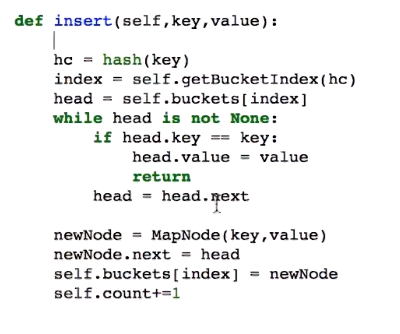 def insert(self,key,value):
hc = hash(key)
index = self.getBucketIndex(hc)
head = self.buckets[index]
while head is not None:
if head.key == key:
head.value = value
return
head = head.next
newNode = MapNode(key,value)
newNode.next = head
self.buckets[index] = newNode
self.count+=1